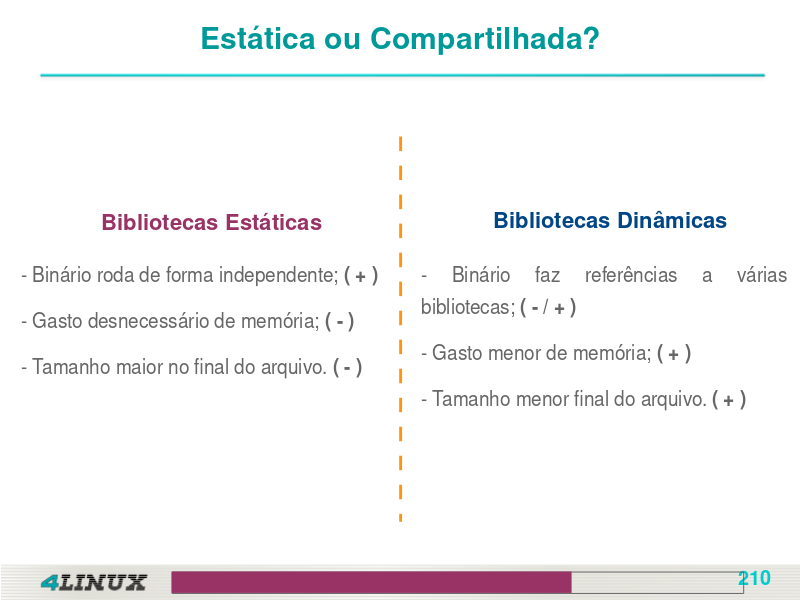 Estática ou Compartilhada?
Bibliotecas Estáticas
- Binário roda de forma independente; ( + )
- Gasto desnecessário de memória; ( - )
- Tamanho maior no final do arquivo. ( - )
Bibliotecas Dinâmicas
- Binário faz referências a várias
bibliotecas; ( - / + )
- Gasto menor de memória; ( + )
- Tamanho menor final do arquivo. ( + )
4LINUX
210